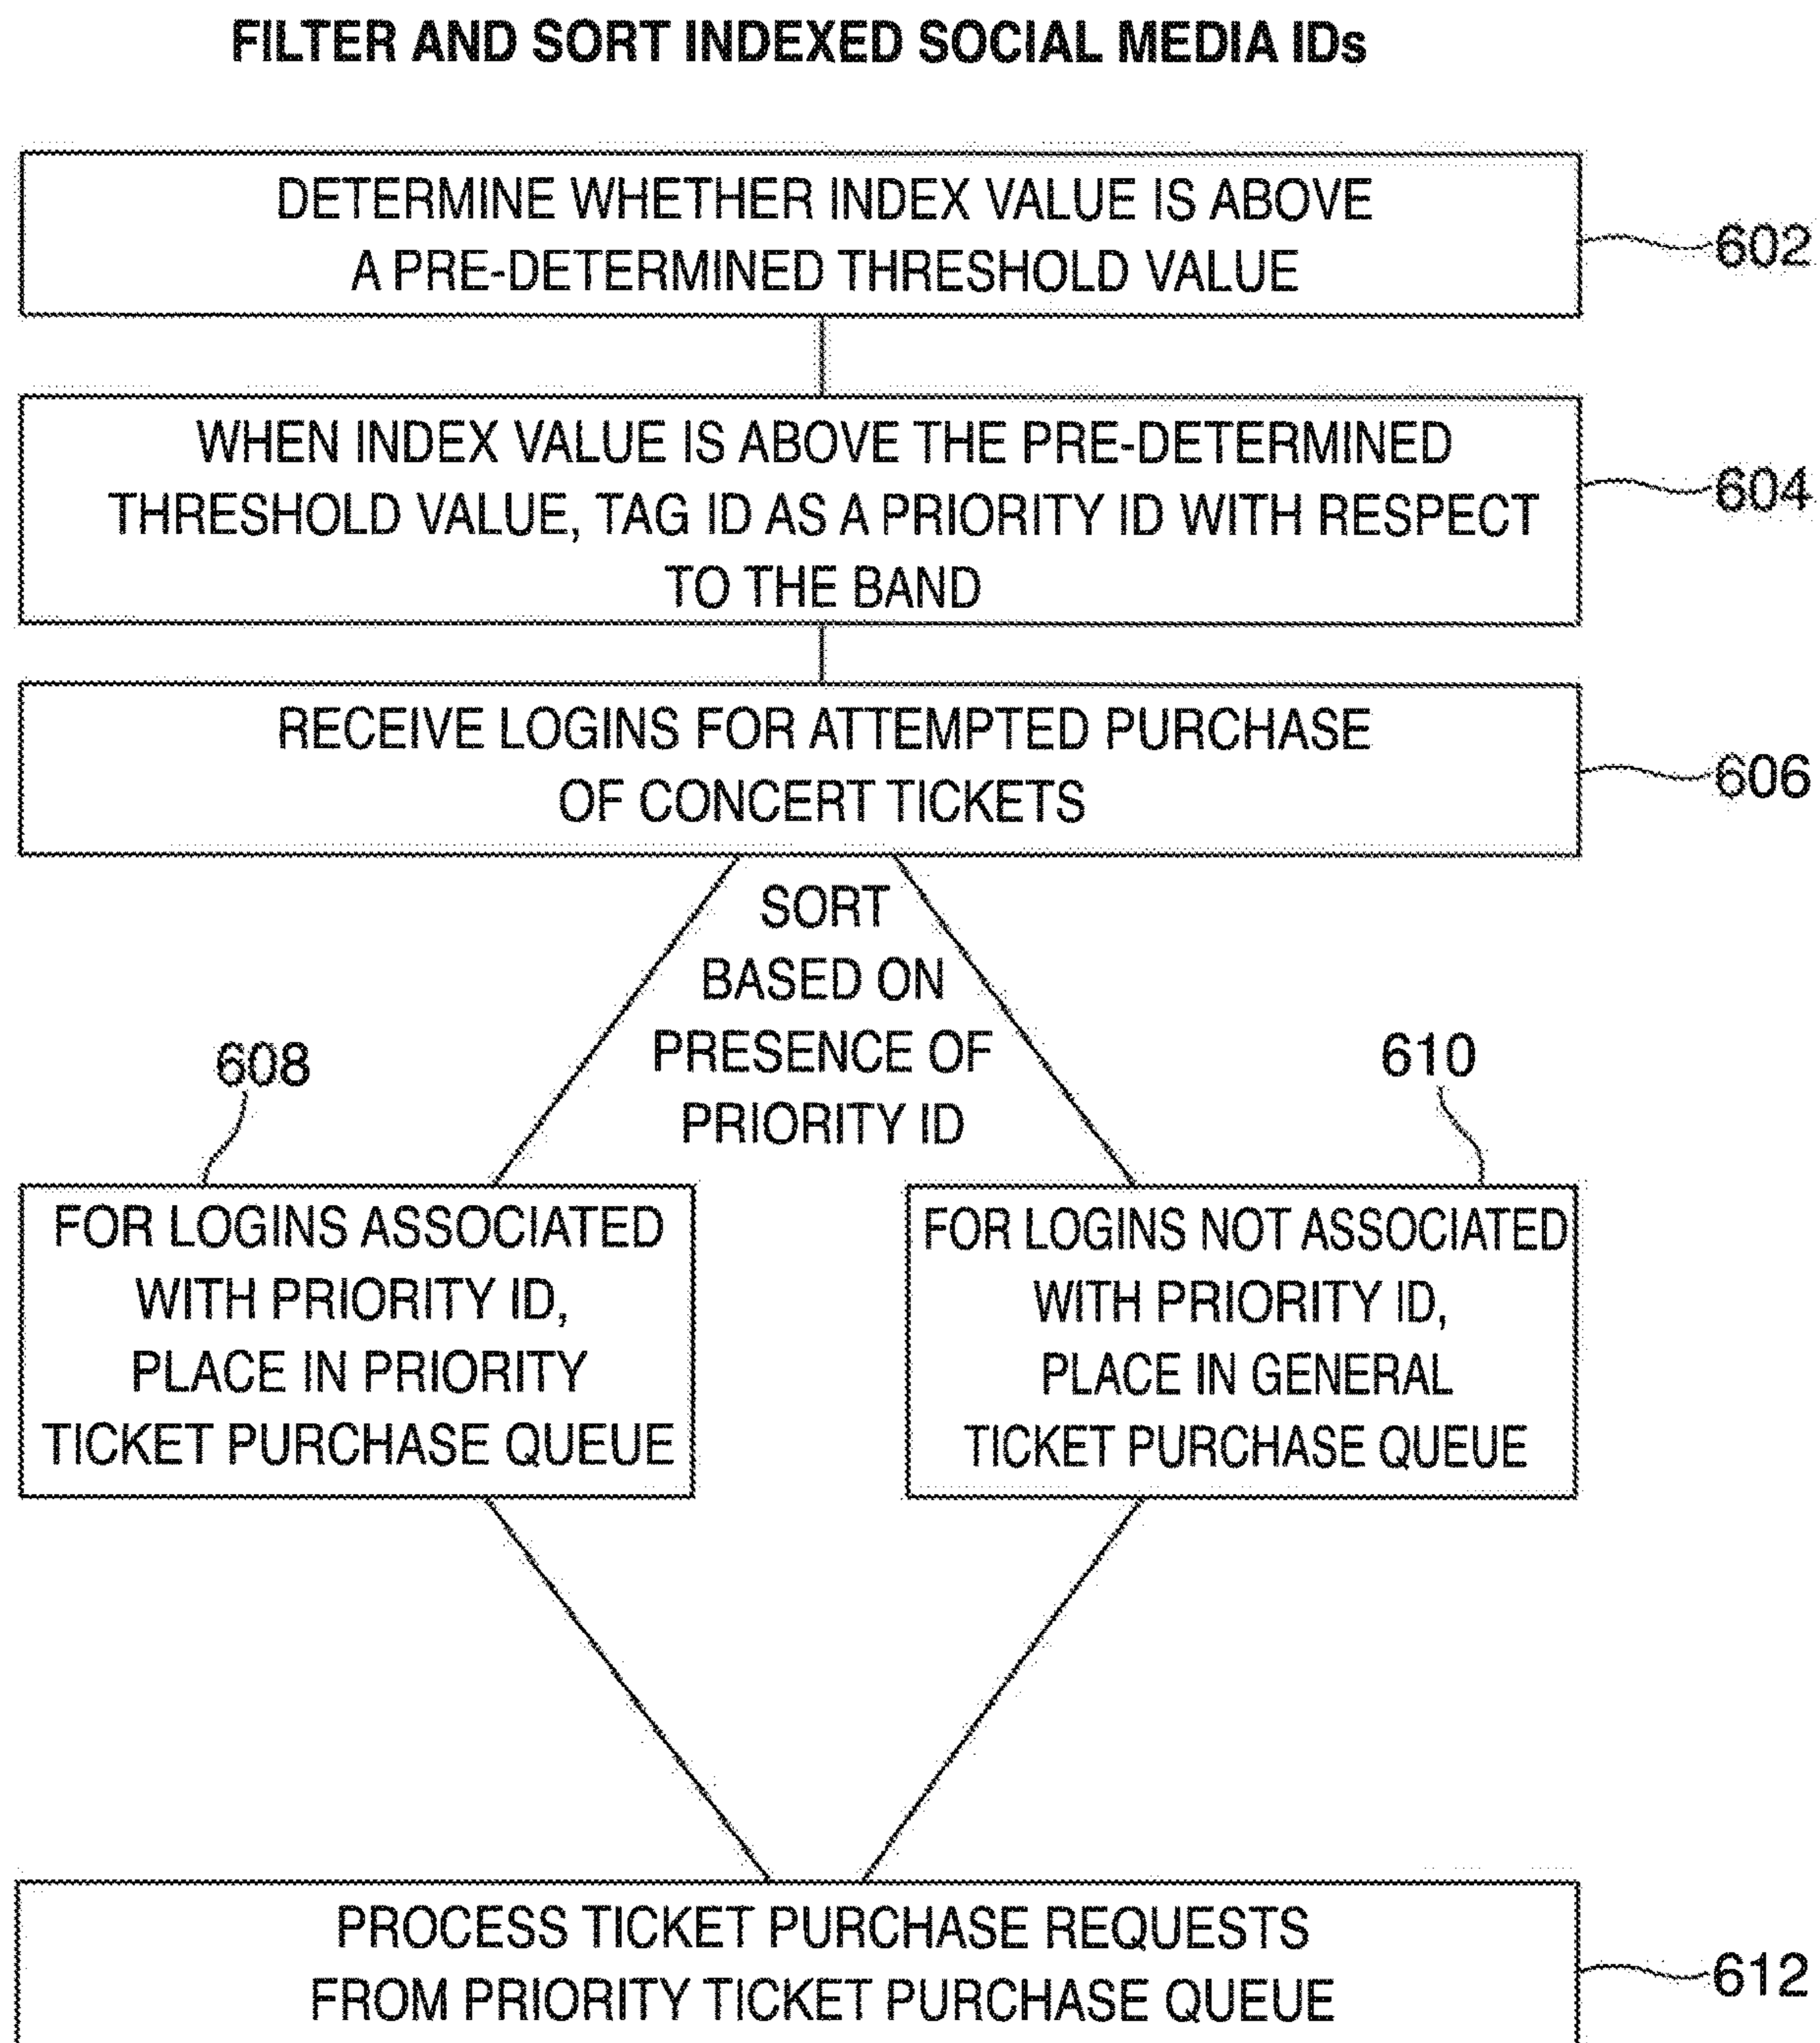 FILTER AND SORT INDEXED SOCIAL MEDIA IDs
DETERMINE WHETHER INDEX VALUE IS ABOVE
A PRE-DETERMINED THRESHOLD VALUE
602
WHEN INDEX VALUE IS ABOVE THE PRE-DETERMINED
THRESHOLD VALUE, TAG ID AS A PRIORITY ID WITH RESPECT
TO THE BAND
604
RECEIVE LOGINS FOR ATTEMPTED PURCHASE
OF CONCERT TICKETS
606
SORT
BASED ON
PRESENCE OF
PRIORITY ID
608
FOR LOGINS ASSOCIATED
WITH PRIORITY ID,
PLACE IN PRIORITY
TICKET PURCHASE QUEUE
610
FOR LOGINS NOT ASSOCIATED
WITH PRIORITY ID,
PLACE IN GENERAL
TICKET PURCHASE QUEUE
PROCESS TICKET PURCHASE REQUESTS
FROM PRIORITY TICKET PURCHASE QUEUE
612